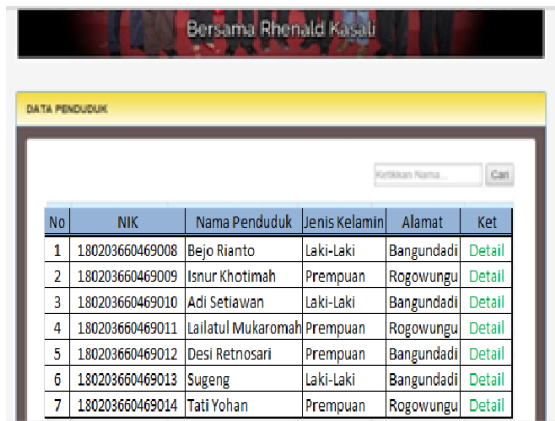 Bersama Rhenald Kasali
DATA PENDUDUK
Ketikkan Nama... Cari
No NIK Nama Penduduk Jenis Kelamin Alamat Ket
1 180203660469008 Bejo Rianto Laki-Laki Bangundadi Detail
2 180203660469009 Isnur Khotimah Prempuan Rogowungu Detail
3 180203660469010 Adi Setiawan Laki-Laki Bangundadi Detail
4 180203660469011 Lailatul Mukaromah Prempuan Rogowungu Detail
5 180203660469012 Desi Retnosari Prempuan Bangundadi Detail
6 180203660469013 Sugeng Laki-Laki Bangundadi Detail
7 180203660469014 Tati Yohan Prempuan Rogowungu Detail